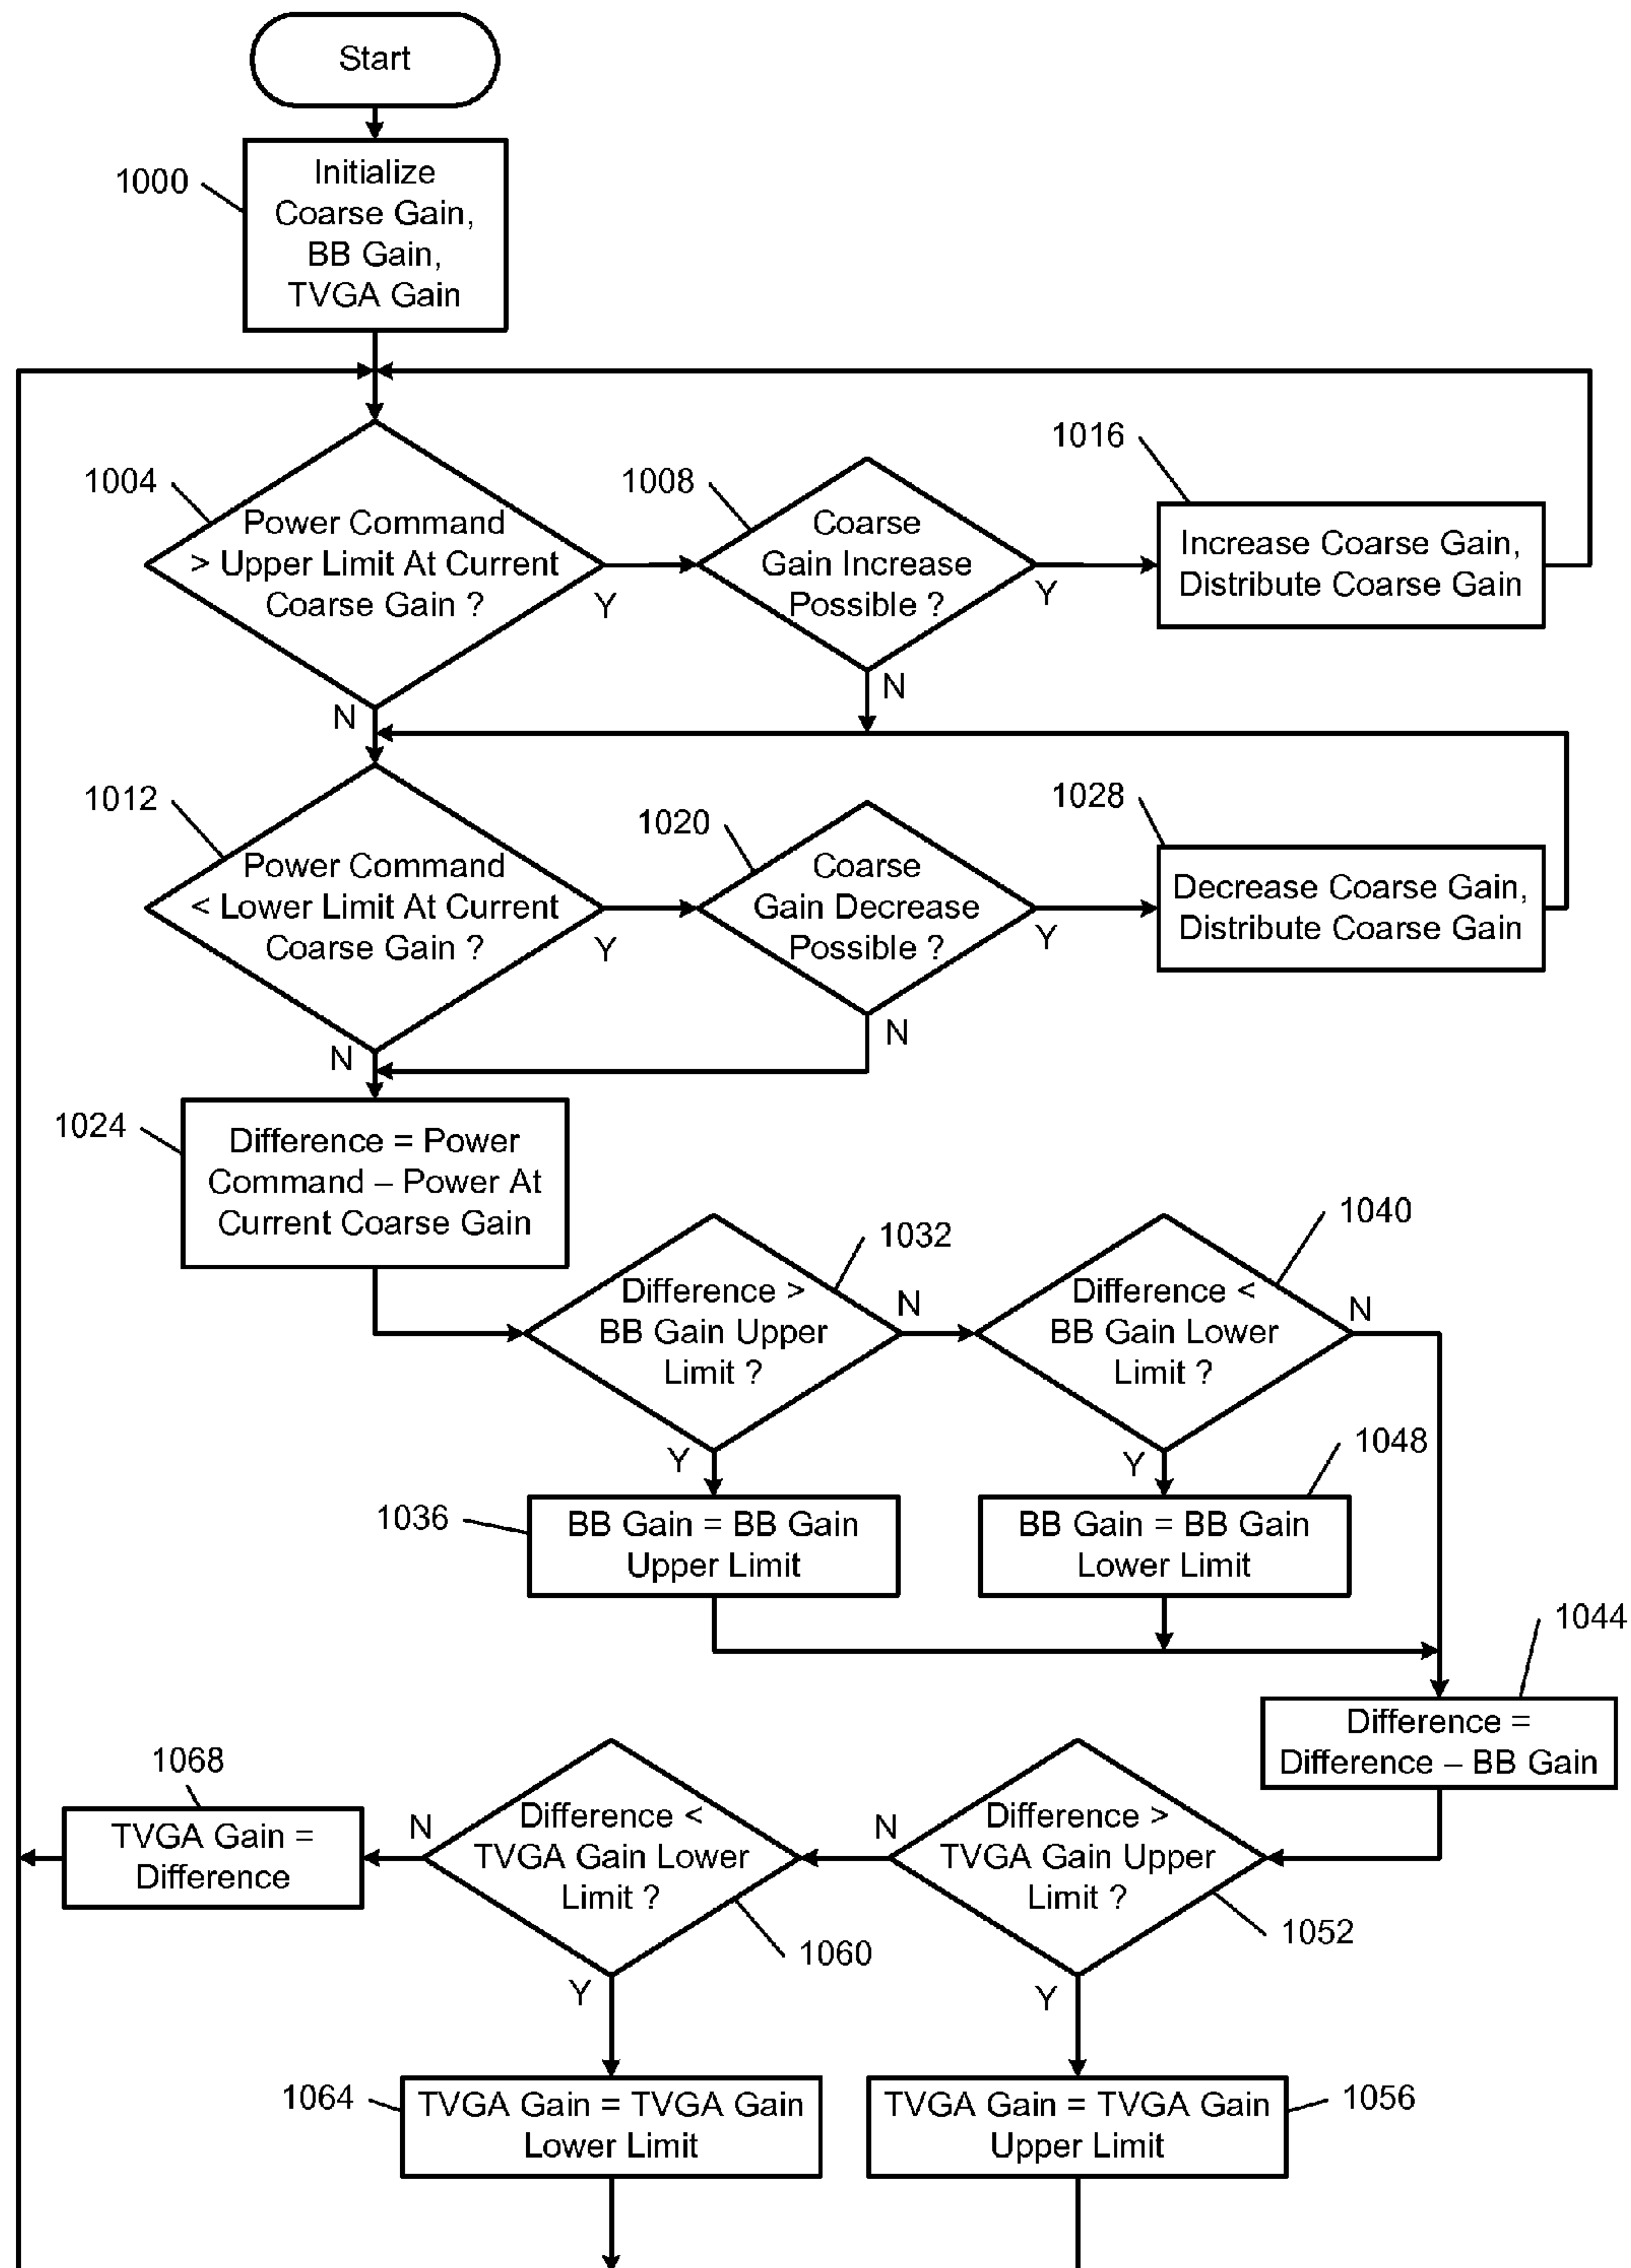 Start
1000
Initialize
Coarse Gain,
BB Gain,
TVGA Gain
1004
Power Command
> Upper Limit At Current
Coarse Gain ?
Y
N
1008
Coarse
Gain Increase
Possible ?
Y
N
1016
Increase Coarse Gain,
Distribute Coarse Gain
1012
Power Command
< Lower Limit At Current
Coarse Gain ?
Y
N
1020
Coarse
Gain Decrease
Possible ?
Y
N
1028
Decrease Coarse Gain,
Distribute Coarse Gain
1024
Difference = Power
Command – Power At
Current Coarse Gain
1032
Difference >
BB Gain Upper
Limit ?
N
Y
1040
Difference <
BB Gain Lower
Limit ?
N
Y
1036
BB Gain = BB Gain
Upper Limit
1048
BB Gain = BB Gain
Lower Limit
1044
Difference =
Difference – BB Gain
1052
Difference >
TVGA Gain Upper
Limit ?
N
Y
1060
Difference <
TVGA Gain Lower
Limit ?
N
Y
1068
TVGA Gain =
Difference
1064
TVGA Gain = TVGA Gain
Lower Limit
1056
TVGA Gain = TVGA Gain
Upper Limit